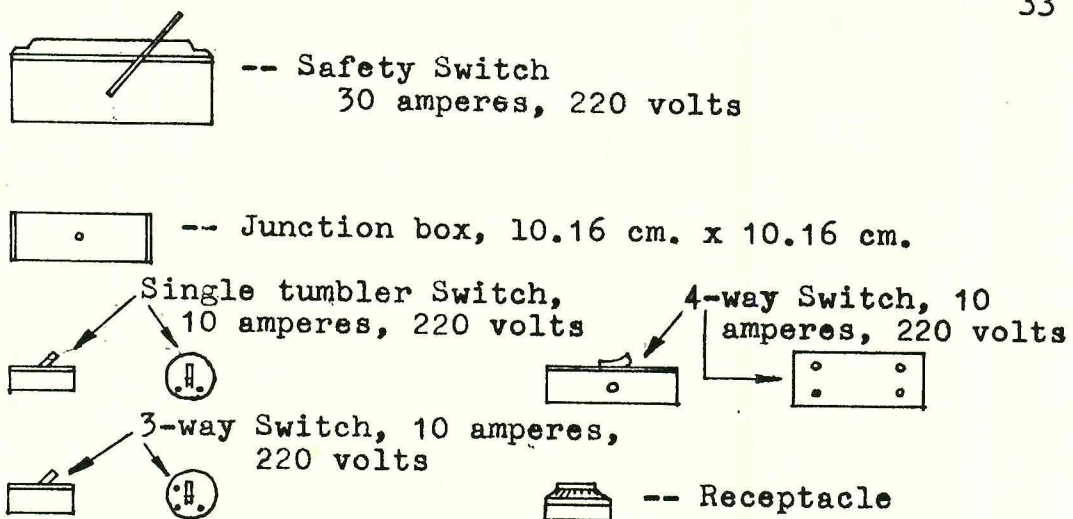 33
-- Safety Switch
30 amperes, 220 volts
-- Junction box, 10.16 cm. x 10.16 cm.
Single tumbler Switch,
10 amperes, 220 volts
4-way Switch, 10
amperes, 220 volts
3-way Switch, 10 amperes,
220 volts
-- Receptacle